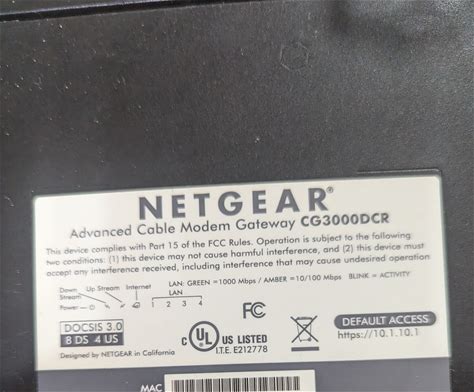 NETGEAR®
Advanced Cable Modem Gateway CG3000DCR
This device complies with Part 15 of the FCC Rules. Operation is subject to the following
two conditions: (1) this device may not cause harmful interference, and (2) this device must
accept any interference received, including interference that may cause undesired operation
Down Stream Up Stream Internet LAN: GREEN = 1000 Mbps / AMBER = 10/100 Mbps BLINK = ACTIVITY
LAN
Power 1 2 3 4
DOCSIS 3.0
8 DS 4 US
Designed by NETGEAR in California
FC
C UL US LISTED
I.T.E. E212778
DEFAULT ACCESS
https://10.1.10.1
MAC